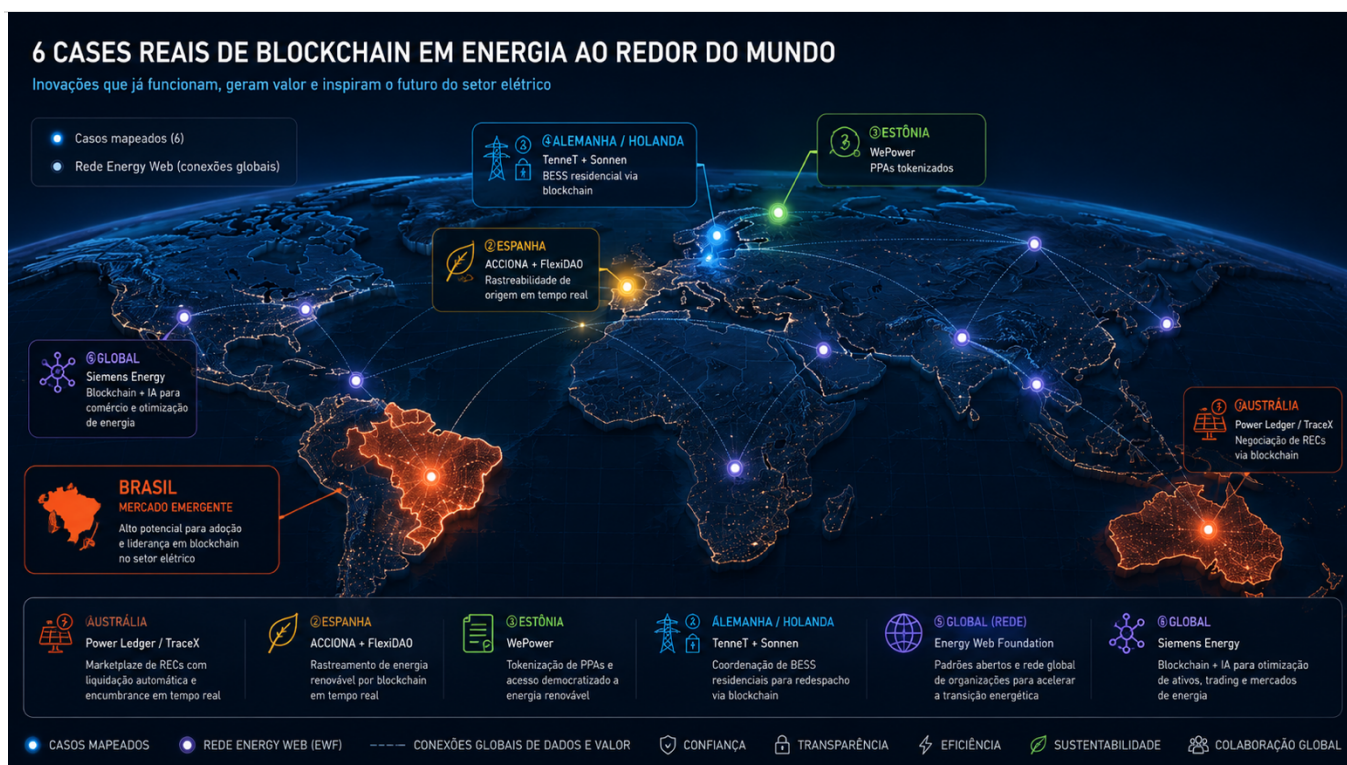 6 CASES REAIS DE BLOCKCHAIN EM ENERGIA AO REDOR DO MUNDO
Inovações que já funcionam, geram valor e inspiram o futuro do setor elétrico
Casos mapeados (6)
Rede Energy Web (conexões globais)
④ALEMANHA / HOLANDA
TenneT + Sonnen
BESS residencial via
blockchain
③ESTÔNIA
WePower
PPAs tokenizados
②ESPANHA
ACCIONA + FlexiDAO
Rastreabilidade de
origem em tempo real
GLOBAL
Siemens Energy
Blockchain + IA para
comércio e otimização
de energia
AUSTRÁLIA
Power Ledger / TraceX
Negociação de RECs
via blockchain
BRASIL
MERCADO EMERGENTE
Alto potencial para adoção
e liderança em blockchain
no setor elétrico
AUSTRÁLIA
Power Ledger / TraceX
Marketplace de RECs com
liquidação automática e
encumbrance em tempo real
②ESPANHA
ACCIONA + FlexiDAO
Rastreamento de energia
renovável por blockchain
em tempo real
③ESTÔNIA
WePower
Tokenização de PPAs e
acesso democratizado a
energia renovável
ALEMANHA / HOLANDA
TenneT + Sonnen
Coordenação de BESS
residenciais para redespacho
via blockchain
⑤ GLOBAL (REDE)
Energy Web Foundation
Padrões abertos e rede global
de organizações para acelerar
a transição energética
⑥ GLOBAL
Siemens Energy
Blockchain + IA para otimização
de ativos, trading e mercados
de energia
CASOS MAPEADOS
REDE ENERGY WEB (EWF)
CONEXÕES GLOBAIS DE DADOS E VALOR
CONFIANÇA
TRANSPARÊNCIA
EFICIÊNCIA
SUSTENTABILIDADE
COLABORAÇÃO GLOBAL